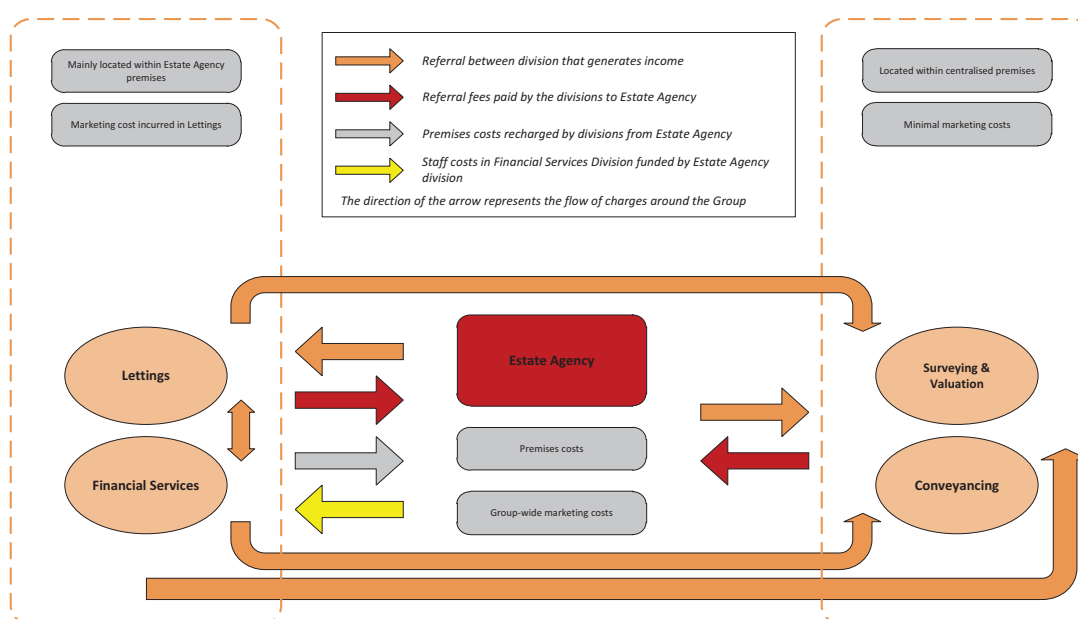 Mainly located within Estate Agency
premises
Marketing cost incurred in Lettings
Referral between division that generates income
Referral fees paid by the divisions to Estate Agency
Premises costs recharged by divisions from Estate Agency
Staff costs in Financial Services Division funded by Estate Agency
division
The direction of the arrow represents the flow of charges around the Group
Located within centralised premises
Minimal marketing costs
Lettings
Financial Services
Estate Agency
Premises costs
Group-wide marketing costs
Surveying &
Valuation
Conveyancing